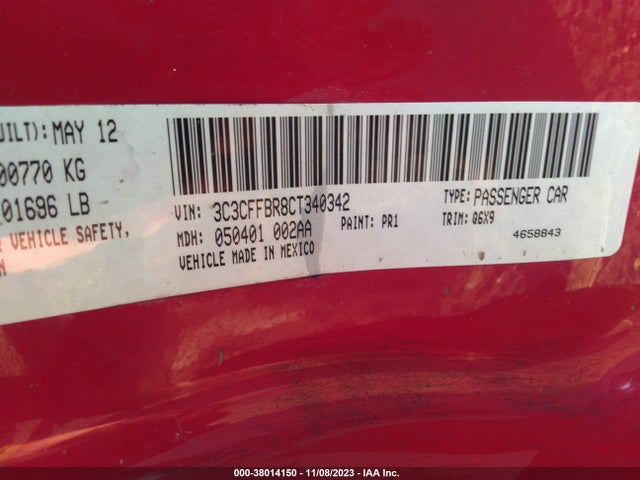 UILT): MAY 12
00770 KG
01696 LB
VEHICLE SAFETY,
VIN: 3C3CFFBR8CT340342
TYPE: PASSENGER CAR
MDH: 050401 002AA
PAINT: PR1
TRIM: Q6X9
VEHICLE MADE IN MEXICO
4658843
000-38014150 - 11/08/2023 - IAA Inc.